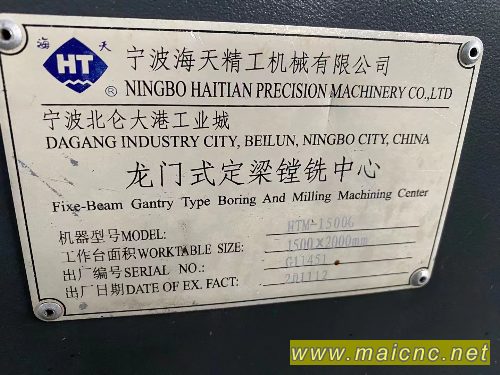 海 天
HT
®
宁波海天精工机械有限公司
NINGBO HAITIAN PRECISION MACHINERY CO.,LTD
宁波北仑大港工业城
DAGANG INDUSTRY CITY, BEILUN, NINGBO CITY, CHINA
龙门式定梁镗铣中心
Fixe-Beam Gantry Type Boring And Milling Machining Center
机器型号MODEL: HTM-1500G
工作台面积WORKTABLE SIZE: 1500×2000mm
出厂编号SERIAL NO.: G11451
出厂日期DATE OF EX. FACT: 201112
www.maicnc.net